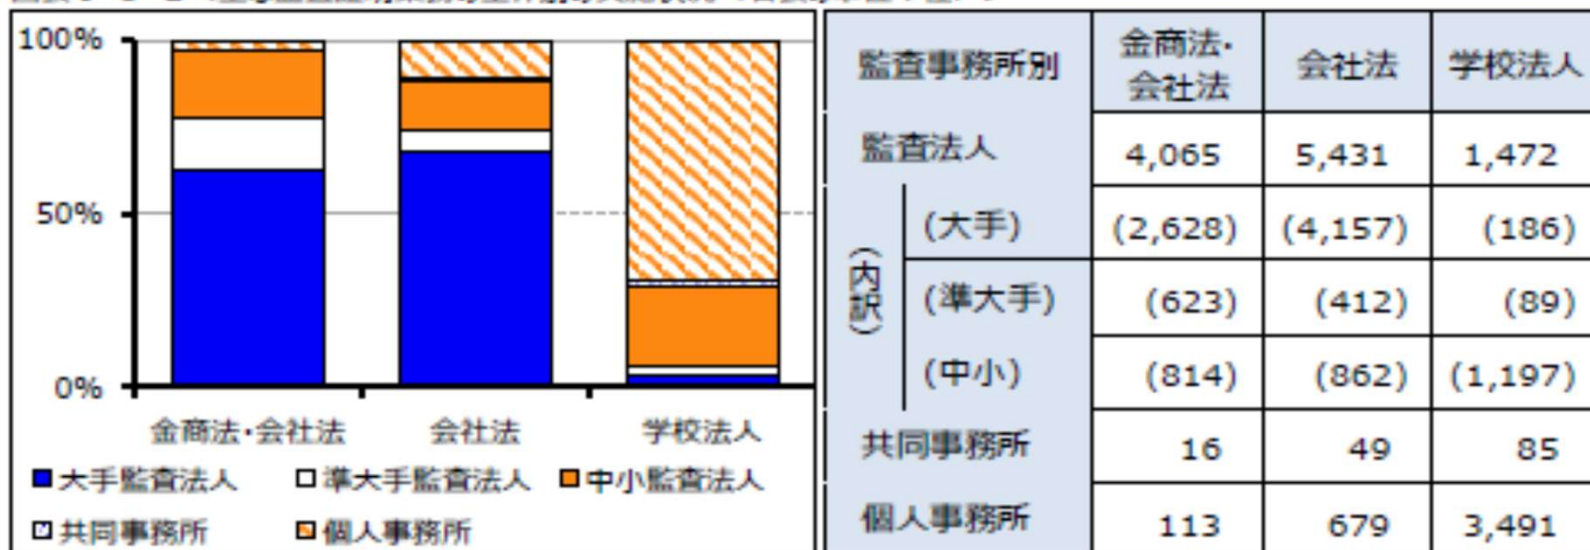 100%
50%
0%
金商法・会社法 会社法 学校法人
■大手監査法人 □準大手監査法人 ■中小監査法人
共同事務所 個人事務所
監査事務所別 金商法・会社法 会社法 学校法人
監査法人 4,065 5,431 1,472
(内訳)
(大手) (2,628) (4,157) (186)
(準大手) (623) (412) (89)
(中小) (814) (862) (1,197)
共同事務所 16 49 85
個人事務所 113 679 3,491